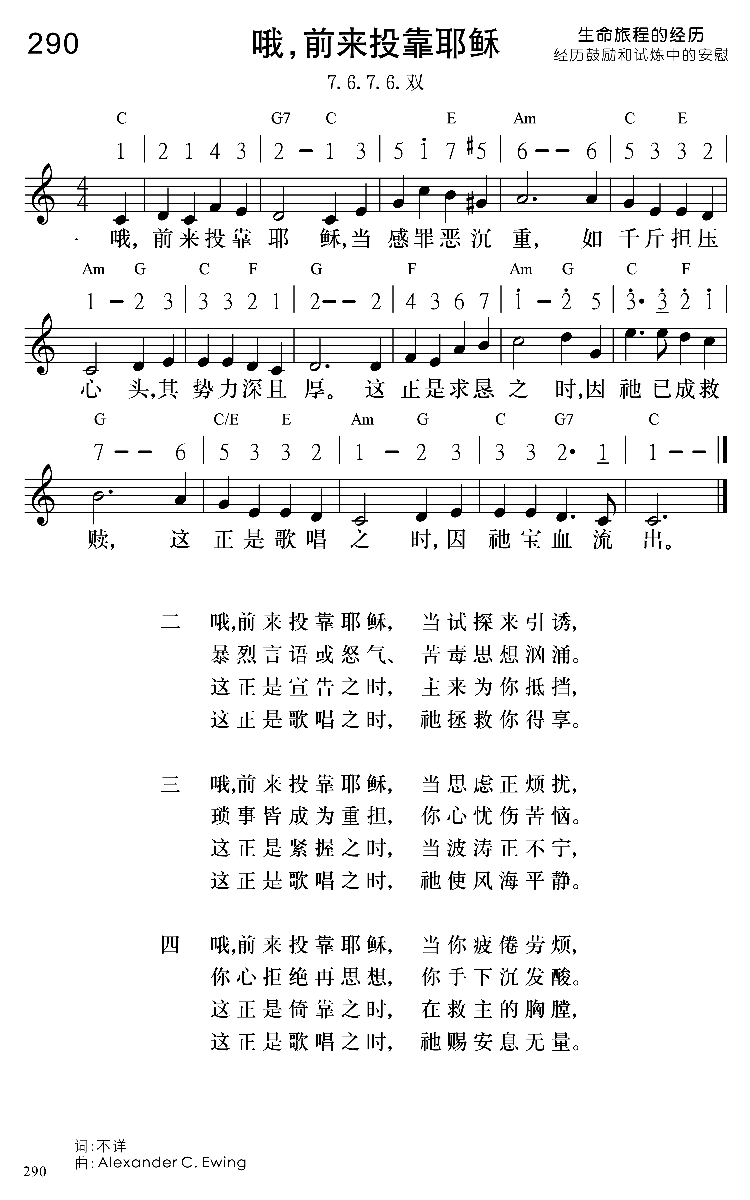 290
哦,前来投靠耶稣
生命旅程的经历
经历鼓励和试炼中的安慰
7.6.7.6.双
C G7 C E Am C E
1 | 2 1 4 3 | 2 – 1 3 | 5 i 7 #5 | 6 – – 6 | 5 3 3 2 |
4/4
哦, 前来投靠 耶 稣,当 感罪恶沉 重, 如 千斤担压
Am G C F G F Am G C F
1 – 2 3 | 3 3 2 1 | 2 – – 2 | 4 3 6 7 | i – 2̇ 5 | 3̇· 3̇ 2̇ i |
心 头,其 势力深且 厚。 这 正是求恳 之 时,因 祂已成救
G C/E E Am G C G7 C
7 – – 6 | 5 3 3 2 | 1 – 2 3 | 3 3 2· 1 | 1 – – ‖
赎, 这 正是歌唱 之 时,因 祂宝血流 出。
二 哦,前来投靠耶稣, 当试探来引诱,
暴烈言语或怒气、 苦毒思想汹涌。
这正是宣告之时, 主来为你抵挡,
这正是歌唱之时, 祂拯救你得享。
三 哦,前来投靠耶稣, 当思虑正烦扰,
琐事皆成为重担, 你心忧伤苦恼。
这正是紧握之时, 当波涛正不宁,
这正是歌唱之时, 祂使风海平静。
四 哦,前来投靠耶稣, 当你疲倦劳烦,
你心拒绝再思想, 你手下沉发酸。
这正是倚靠之时, 在救主的胸膛,
这正是歌唱之时, 祂赐安息无量。
词:不详
曲: Alexander C. Ewing
290